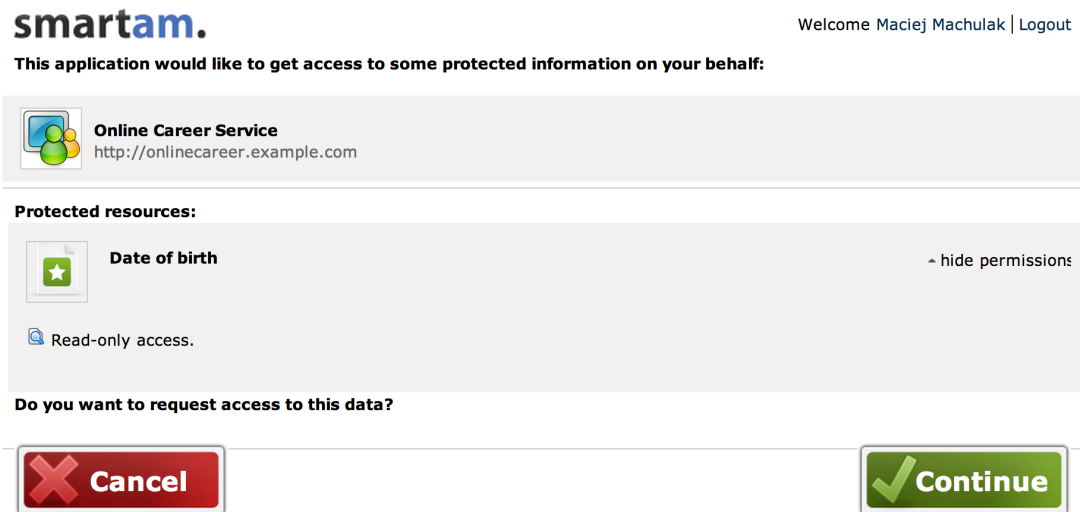 smartam.
Welcome Maciej Machulak | Logout
This application would like to get access to some protected information on your behalf:
Online Career Service
http://onlinecareer.example.com
Protected resources:
Date of birth
hide permissions
Read-only access.
Do you want to request access to this data?
Cancel
Continue